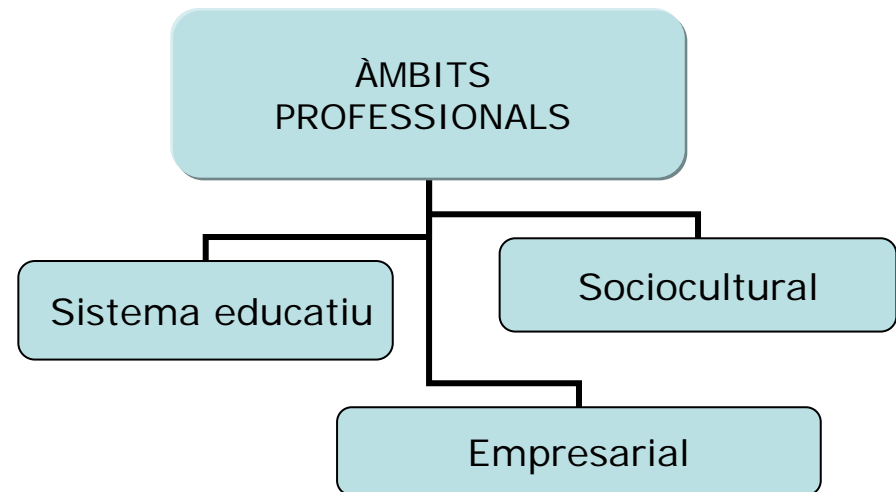 ÀMBITS
PROFESSIONALS
Sociocultural
Sistema educatiu
Empresarial